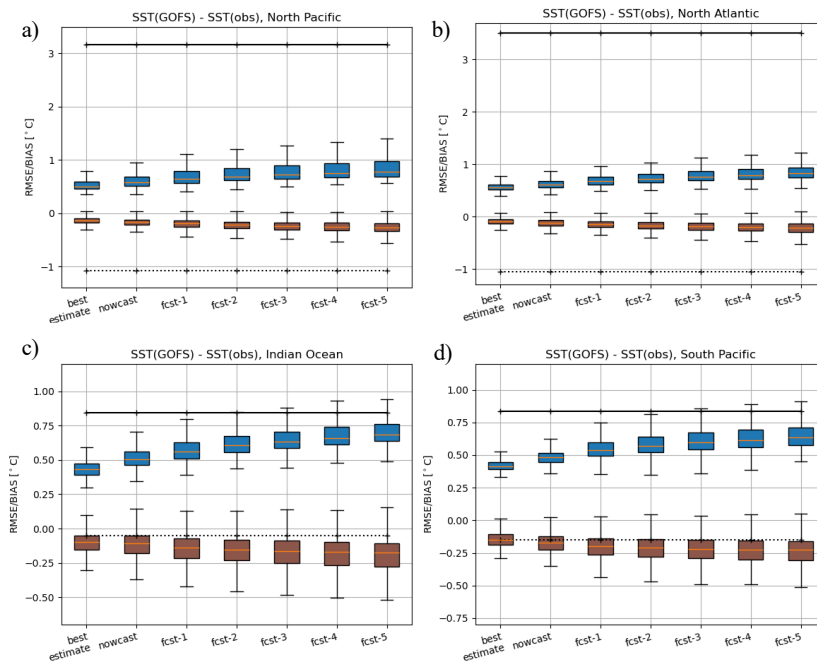 a)
SST(GOFS) - SST(obs), North Pacific
3
2
1
0
−1
RMSE/BIAS [°C]
best estimate
nowcast
fcst-1
fcst-2
fcst-3
fcst-4
fcst-5
b)
SST(GOFS) - SST(obs), North Atlantic
3
2
1
0
−1
RMSE/BIAS [°C]
best estimate
nowcast
fcst-1
fcst-2
fcst-3
fcst-4
fcst-5
c)
SST(GOFS) - SST(obs), Indian Ocean
1.00
0.75
0.50
0.25
0.00
−0.25
−0.50
RMSE/BIAS [°C]
best estimate
nowcast
fcst-1
fcst-2
fcst-3
fcst-4
fcst-5
d)
SST(GOFS) - SST(obs), South Pacific
1.00
0.75
0.50
0.25
0.00
−0.25
−0.50
−0.75
RMSE/BIAS [°C]
best estimate
nowcast
fcst-1
fcst-2
fcst-3
fcst-4
fcst-5